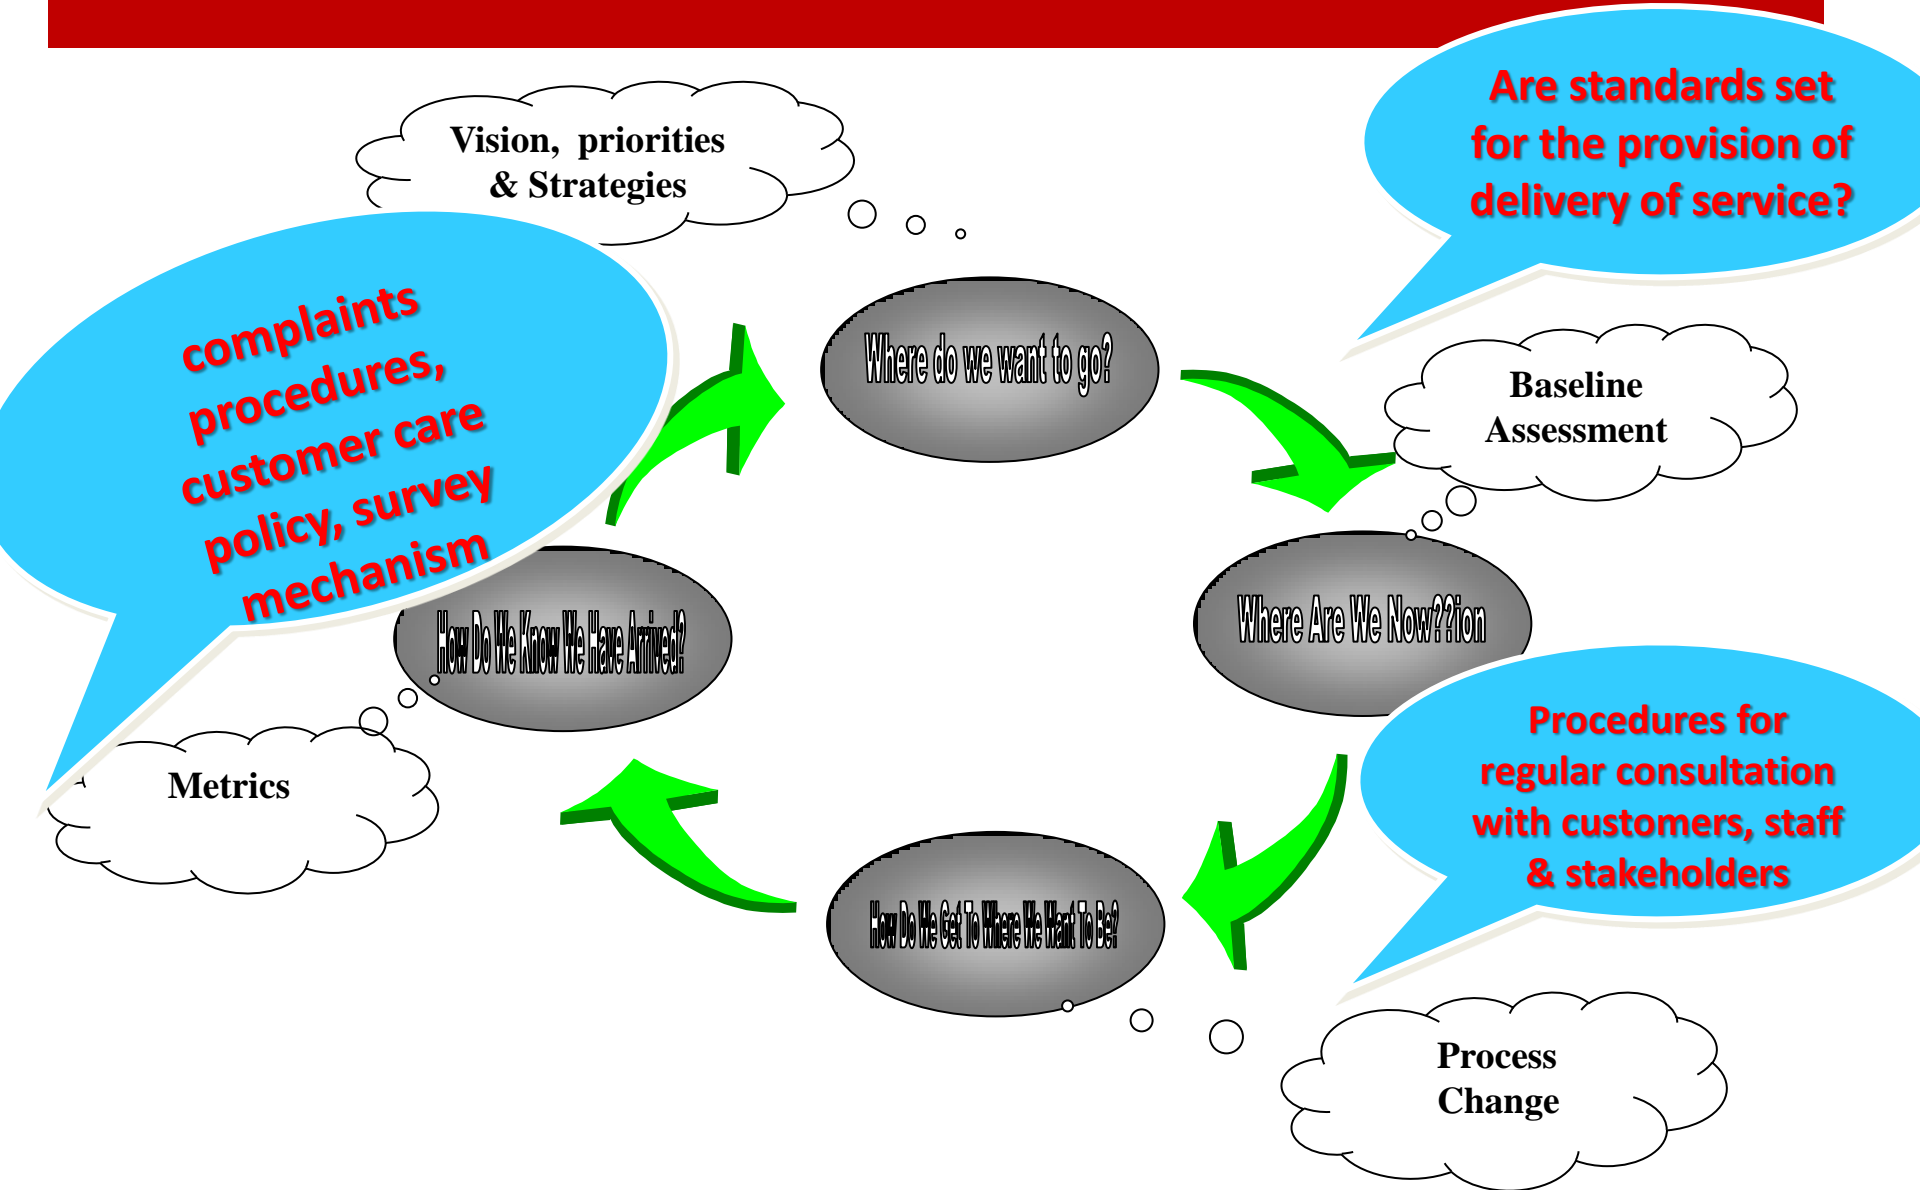 Are standards set
for the provision of
delivery of service?
Vision, priorities
& Strategies
complaints
procedures,
customer care
policy, survey
mechanism
Where do we want to go?
Baseline
Assessment
How Do We Know We Have Arrived?
Where Are We Now??ion
Procedures for
regular consultation
with customers, staff
& stakeholders
Metrics
How Do We Get To Where We Want To Be?
Process
Change